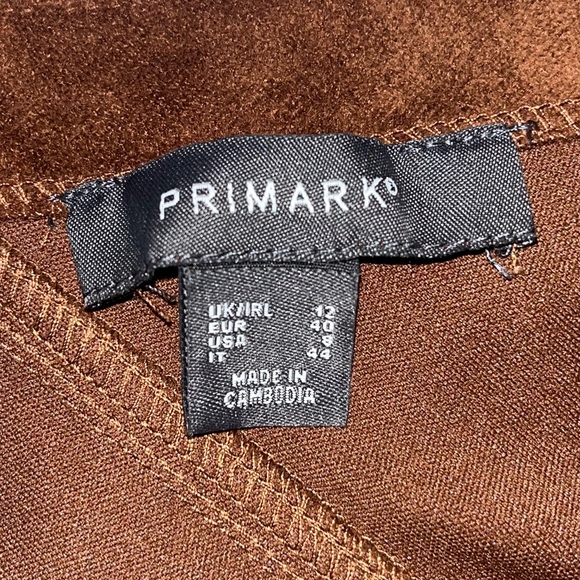 PRIMARK®
UK/IRL 12
EUR 40
USA 8
IT 44
MADE IN
CAMBODIA